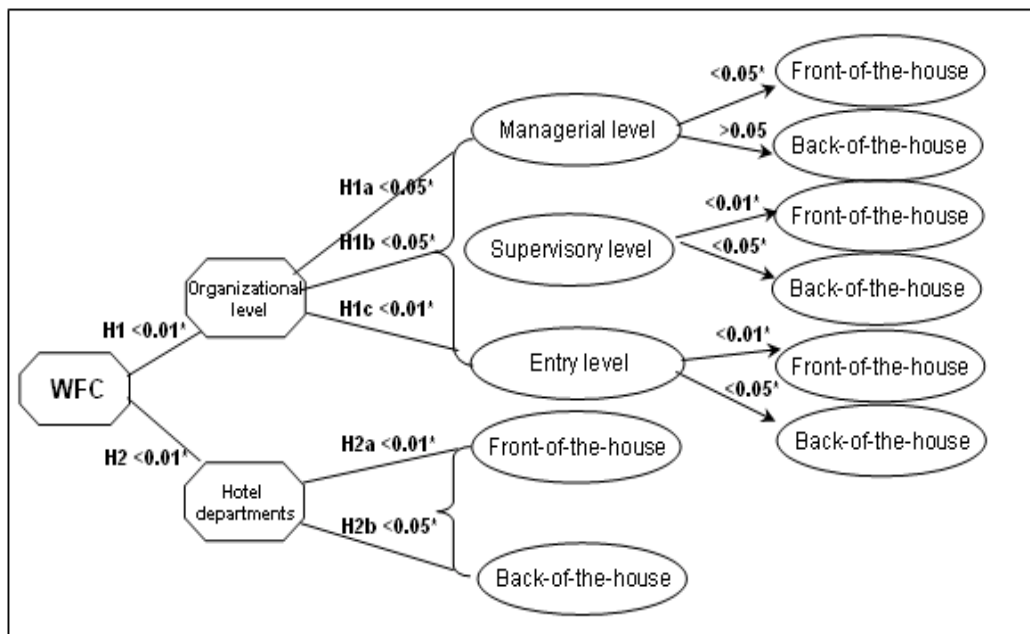 <0.05*
Front-of-the-house
Managerial level
>0.05
Back-of-the-house
H1a <0.05*
<0.01*
Front-of-the-house
H1b <0.05*
Supervisory level
<0.05*
Organizational
level
Back-of-the-house
H1c <0.01*
H1 <0.01*
<0.01*
Entry level
Front-of-the-house
WFC
<0.05*
H2a <0.01*
Back-of-the-house
Front-of-the-house
H2 <0.01*
Hotel
departments
H2b <0.05*
Back-of-the-house